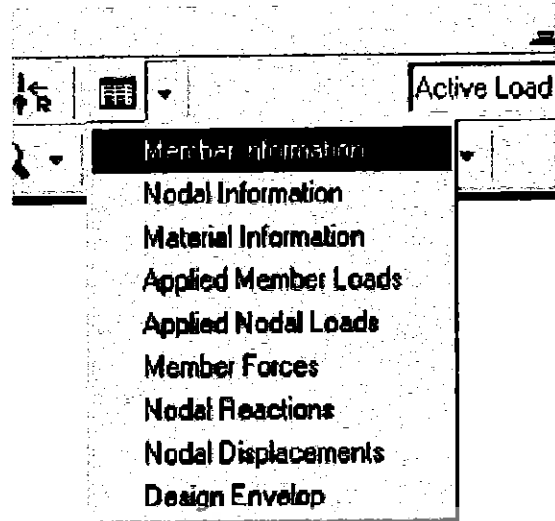 R
Active Load
Member Information
Nodal Information
Material Information
Applied Member Loads
Applied Nodal Loads
Member Forces
Nodal Reactions
Nodal Displacements
Design Envelop